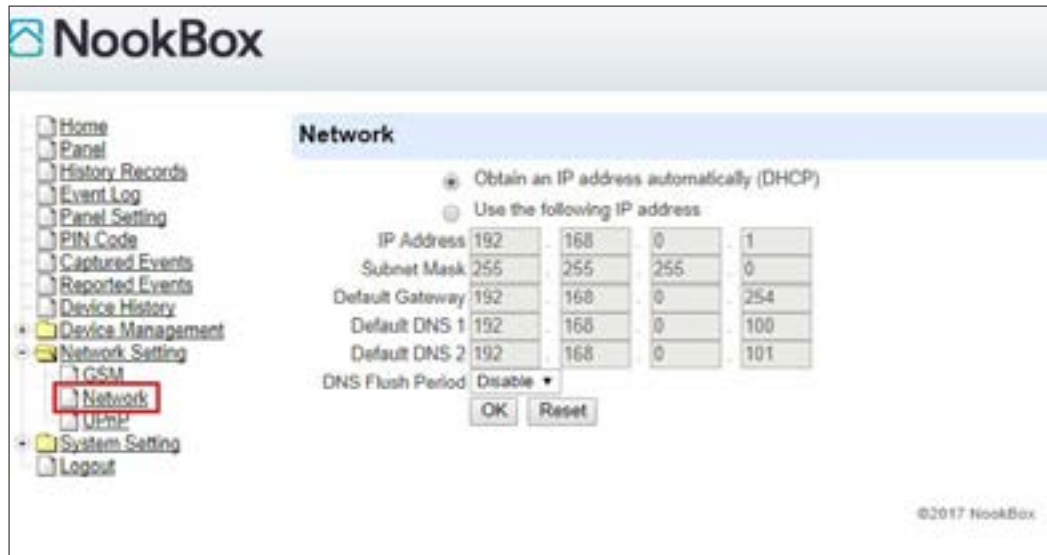 NookBox
Home
Panel
History Records
Event Log
Panel Setting
PIN Code
Captured Events
Reported Events
Device History
Device Management
Network Setting
GSM
Network
UPnP
System Setting
Logout
Network
Obtain an IP address automatically (DHCP)
Use the following IP address
IP Address 192 . 168 . 0 . 1
Subnet Mask 255 . 255 . 255 . 0
Default Gateway 192 . 168 . 0 . 254
Default DNS 1 192 . 168 . 0 . 100
Default DNS 2 192 . 168 . 0 . 101
DNS Flush Period Disable
OK Reset
©2017 NookBox